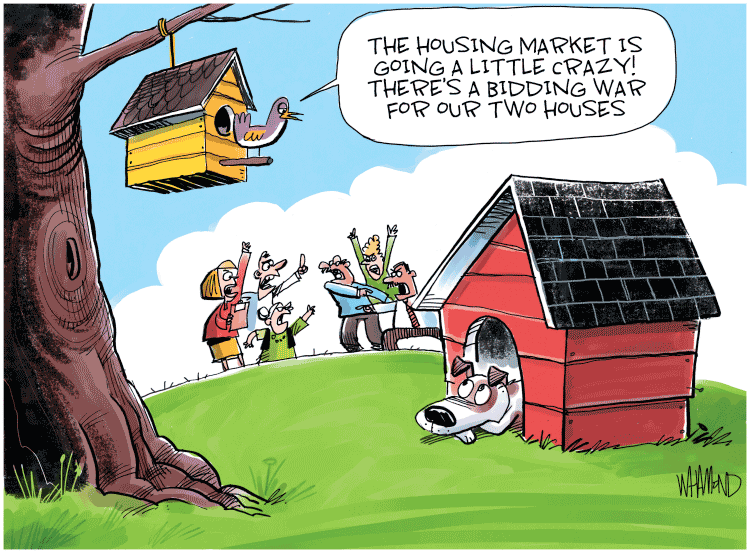 THE HOUSING MARKET IS
GOING A LITTLE CRAZY!
THERE'S A BIDDING WAR
FOR OUR TWO HOUSES
WHAMOND